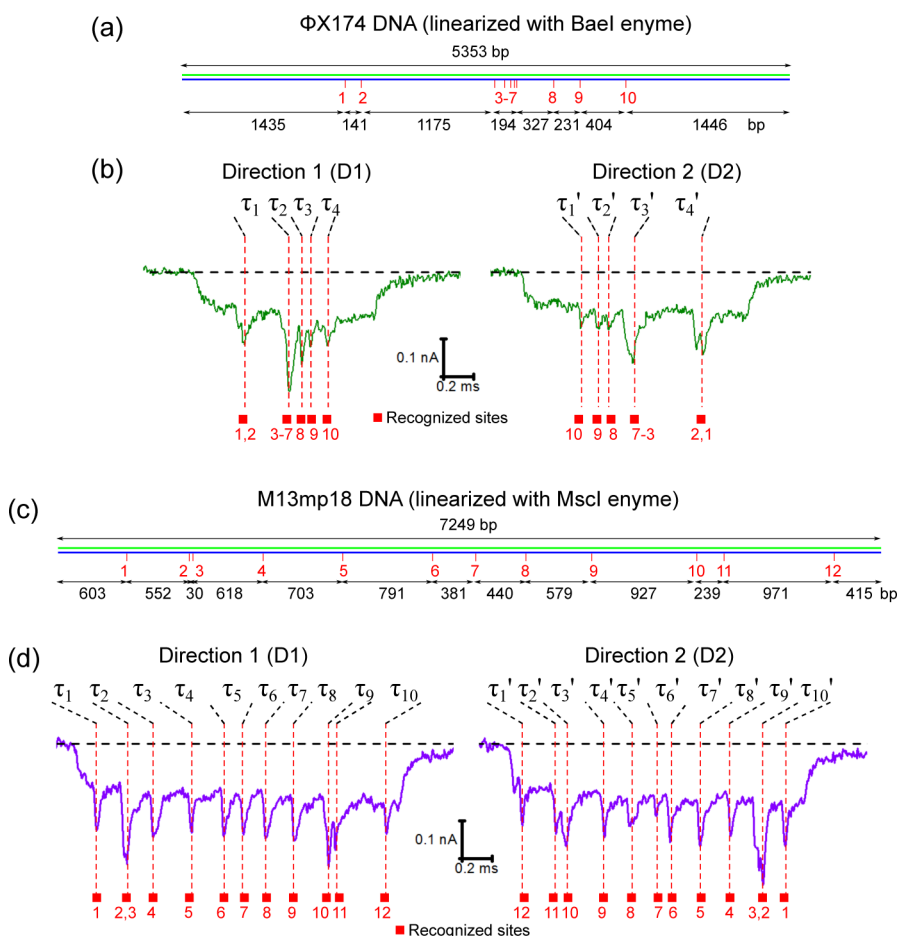 (a)
ΦX174 DNA (linearized with BaeI enyme)
5353 bp
1 2 3-7 8 9 10
1435 141 1175 194 327 231 404 1446 bp
(b)
Direction 1 (D1) Direction 2 (D2)
τ1 τ2 τ3 τ4 τ1' τ2' τ3' τ4'
0.1 nA
0.2 ms
Recognized sites
1,2 3-7 8 9 10 10 9 8 7-3 2,1
(c)
M13mp18 DNA (linearized with MscI enyme)
7249 bp
1 2 3 4 5 6 7 8 9 10 11 12
603 552 30 618 703 791 381 440 579 927 239 971 415 bp
(d)
Direction 1 (D1) Direction 2 (D2)
τ1 τ2 τ3 τ4 τ5 τ6 τ7 τ8 τ9 τ10 τ1' τ2' τ3' τ4' τ5' τ6' τ7' τ8' τ9' τ10'
0.1 nA
0.2 ms
1 2,3 4 5 6 7 8 9 10 11 12 12 11 10 9 8 7 6 5 4 3,2 1
Recognized sites